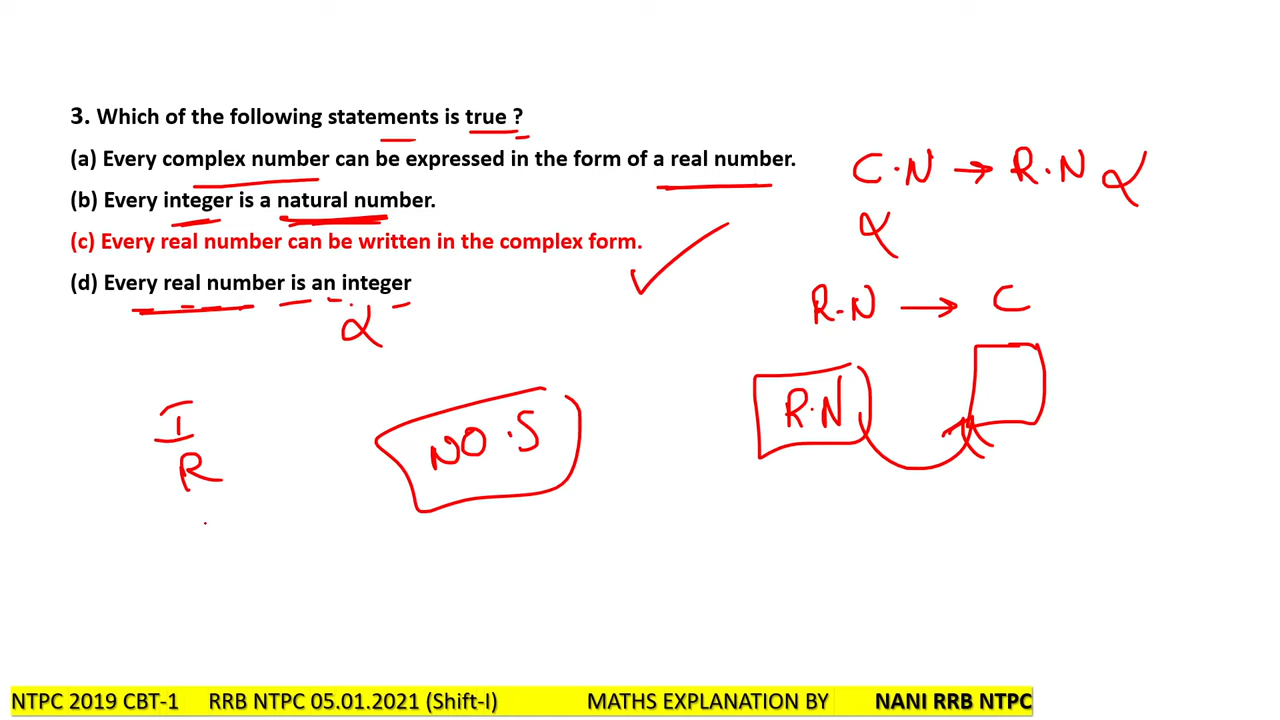 3. Which of the following statements is true ?
(a) Every complex number can be expressed in the form of a real number.
(b) Every integer is a natural number.
(c) Every real number can be written in the complex form.
(d) Every real number is an integer
C.N → R.N
R.N → C
R.N
I
R
NO.S
NTPC 2019 CBT-1 RRB NTPC 05.01.2021 (Shift-I) MATHS EXPLANATION BY NANI RRB NTPC